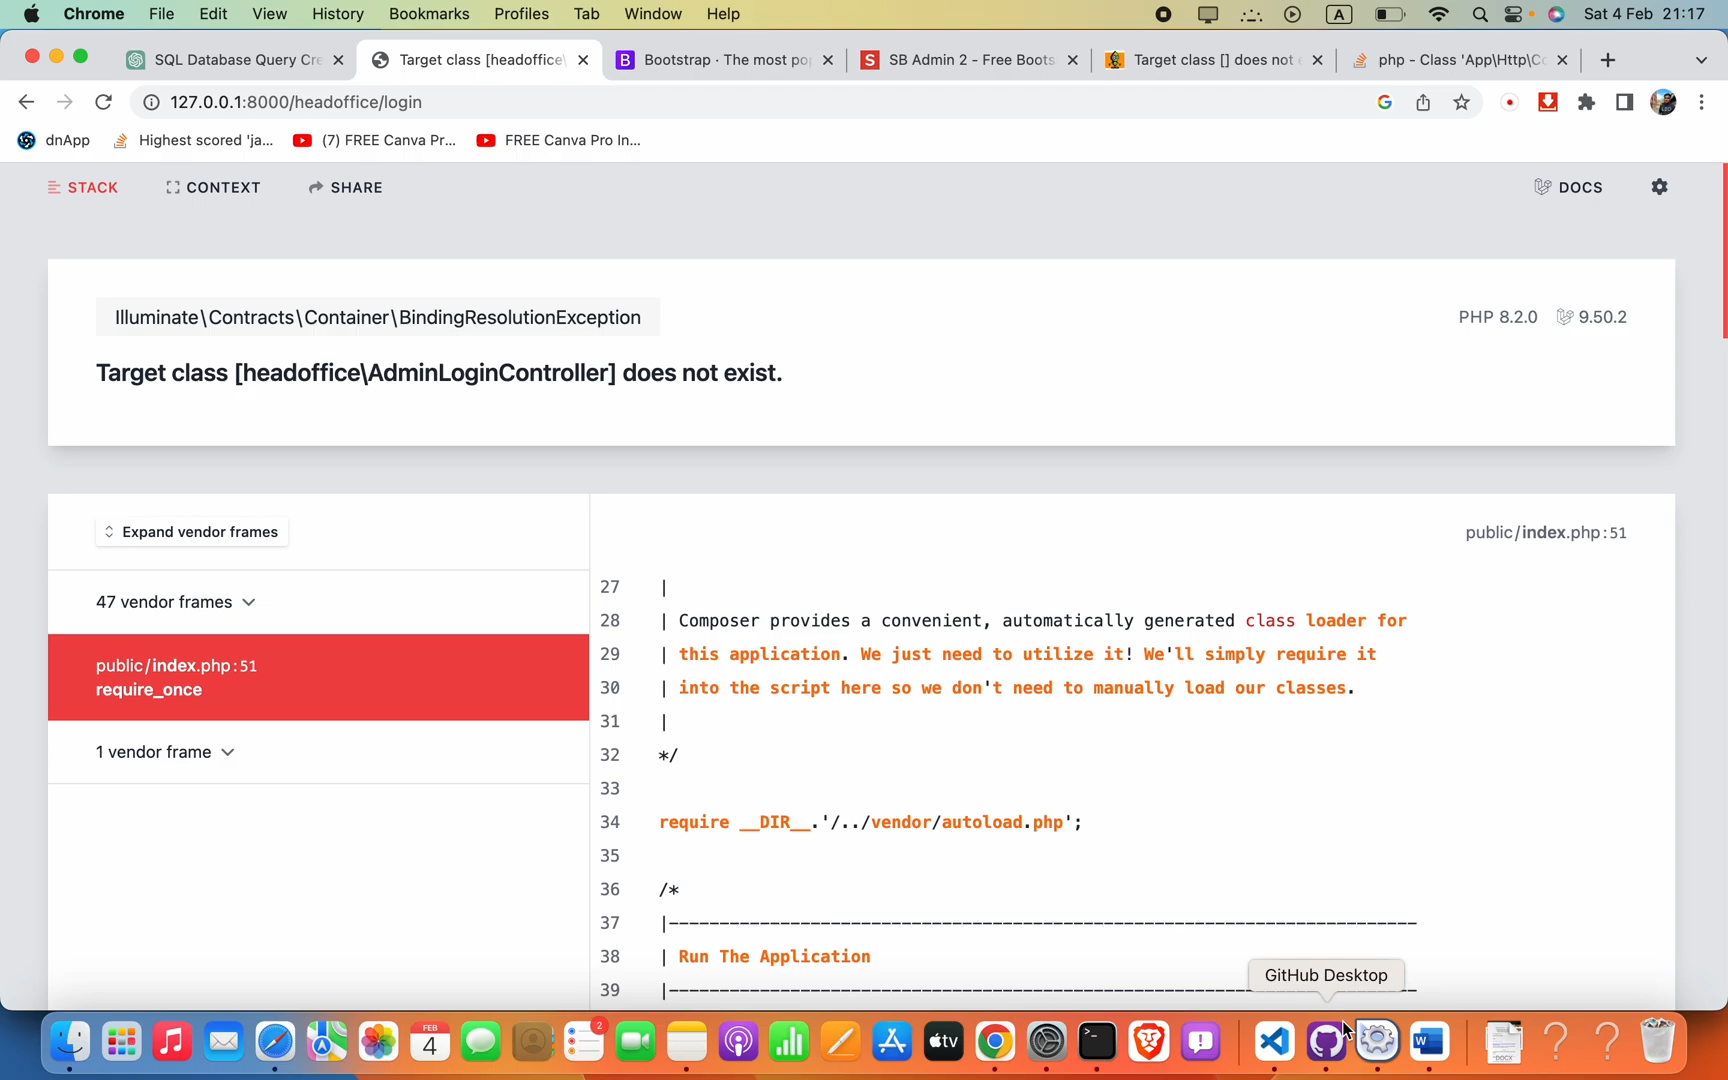 Chrome File Edit View History Bookmarks Profiles Tab Window Help A Sat 4 Feb 21:17
SQL Database Query Cre Target class [headoffice\ Bootstrap · The most po SB Admin 2 - Free Boots Target class [] does not php - Class 'App\Http\Co
127.0.0.1:8000/headoffice/login
dnApp Highest scored 'ja... (7) FREE Canva Pr... FREE Canva Pro In...
STACK CONTEXT SHARE DOCS
Illuminate\Contracts\Container\BindingResolutionException PHP 8.2.0 9.50.2
Target class [headoffice\AdminLoginController] does not exist.
Expand vendor frames
public/index.php:51
47 vendor frames
public/index.php:51
require_once
1 vendor frame
27 |
28 | Composer provides a convenient, automatically generated class loader for
29 | this application. We just need to utilize it! We'll simply require it
30 | into the script here so we don't need to manually load our classes.
31 |
32 */
33
34 require __DIR__.'/../vendor/autoload.php';
35
36 /*
37 |--------------------------------------------------------------------------
38 | Run The Application
39 |--------------------------------------------------------------------------
GitHub Desktop
FEB
4
2
tv
W
DOCX